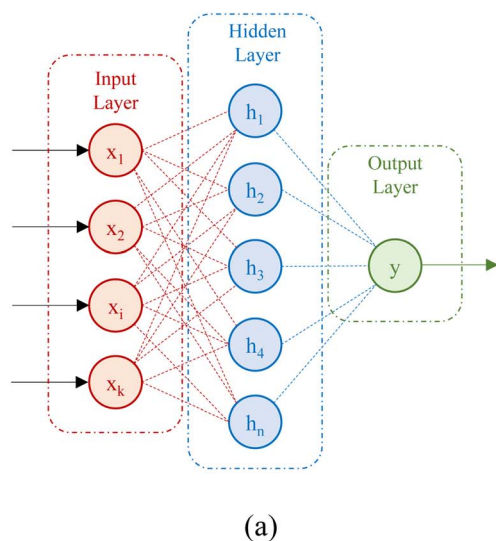 Hidden
Layer
Input
Layer
Output
Layer
x₁
x₂
xᵢ
xₖ
h₁
h₂
h₃
h₄
hₙ
y
(a)